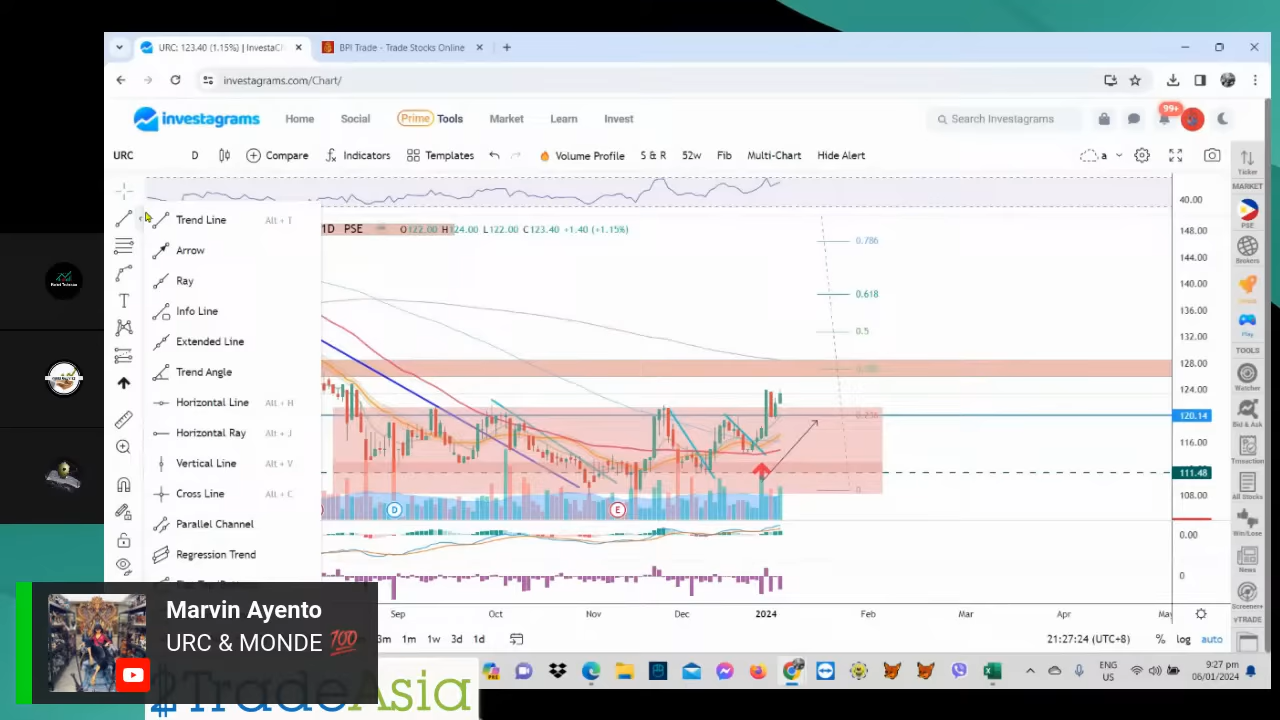 URC: 123.40 (1.15%) | InvestaCh
BPI Trade - Trade Stocks Online
investagrams.com/Chart/
investagrams
Home
Social
Prime Tools
Market
Learn
Invest
Search Investagrams
99+
URC
D
Compare
Indicators
Templates
Volume Profile
S & R
52w
Fib
Multi-Chart
Hide Alert
a
Ticker
MARKET
PSE
Brokers
Play
TOOLS
Watcher
Bid & Ask
Transaction
All Stocks
Win/Lose
News
Screener+
vTRADE
Trend Line Alt + T
Arrow
Ray
Info Line
Extended Line
Trend Angle
Horizontal Line Alt + H
Horizontal Ray Alt + J
Vertical Line Alt + V
Cross Line Alt + C
Parallel Channel
Regression Trend
1D PSE
O122.00 H124.00 L122.00 C123.40 +1.40 (+1.15%)
0.786
0.618
0.5
0.236
0
40.00
148.00
144.00
140.00
136.00
132.00
128.00
124.00
120.14
116.00
111.48
108.00
0.00
0
D
E
Sep
Oct
Nov
Dec
2024
Feb
Mar
Apr
May
3m 1m 1w 3d 1d
21:27:24 (UTC+8)
%
log
auto
Marvin Ayento
URC & MONDE 💯
TradeAsia
ENG
US
9:27 pm
06/01/2024